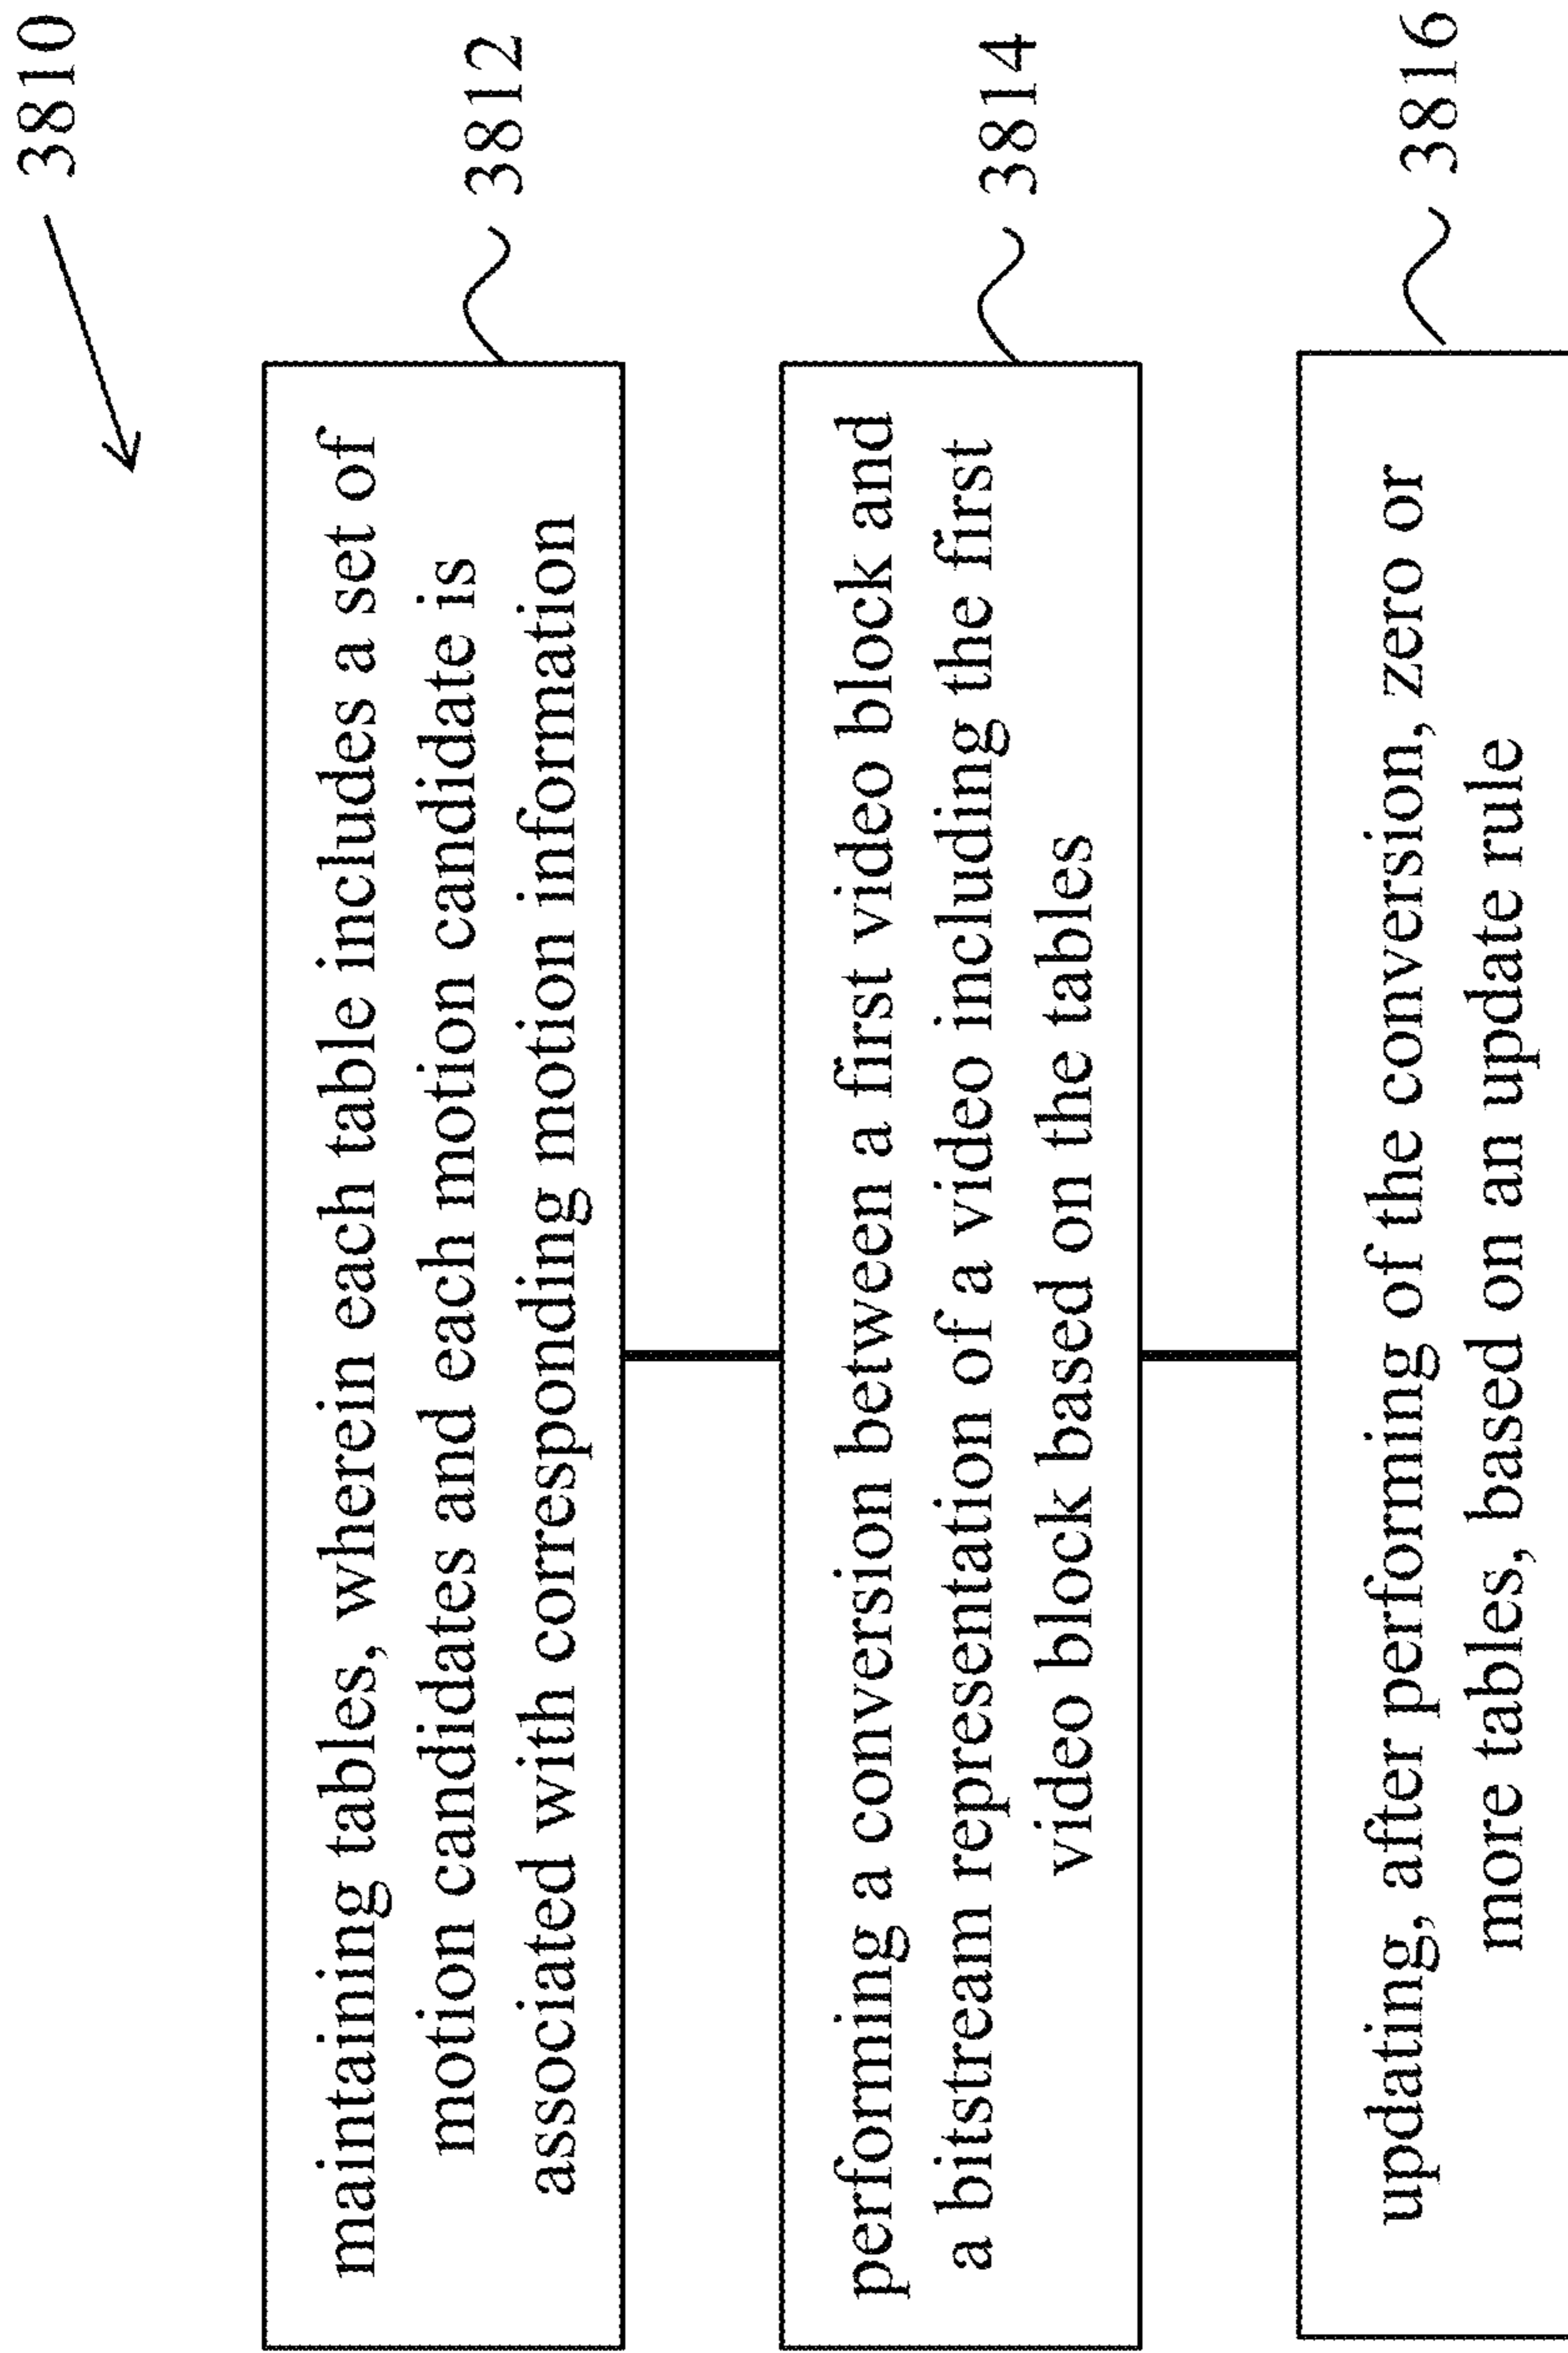 3810
maintaining tables, wherein each table includes a set of
motion candidates and each motion candidate is
associated with corresponding motion information
3812
performing a conversion between a first video block and
a bitstream representation of a video including the first
video block based on the tables
3814
updating, after performing of the conversion, zero or
more tables, based on an update rule
3816